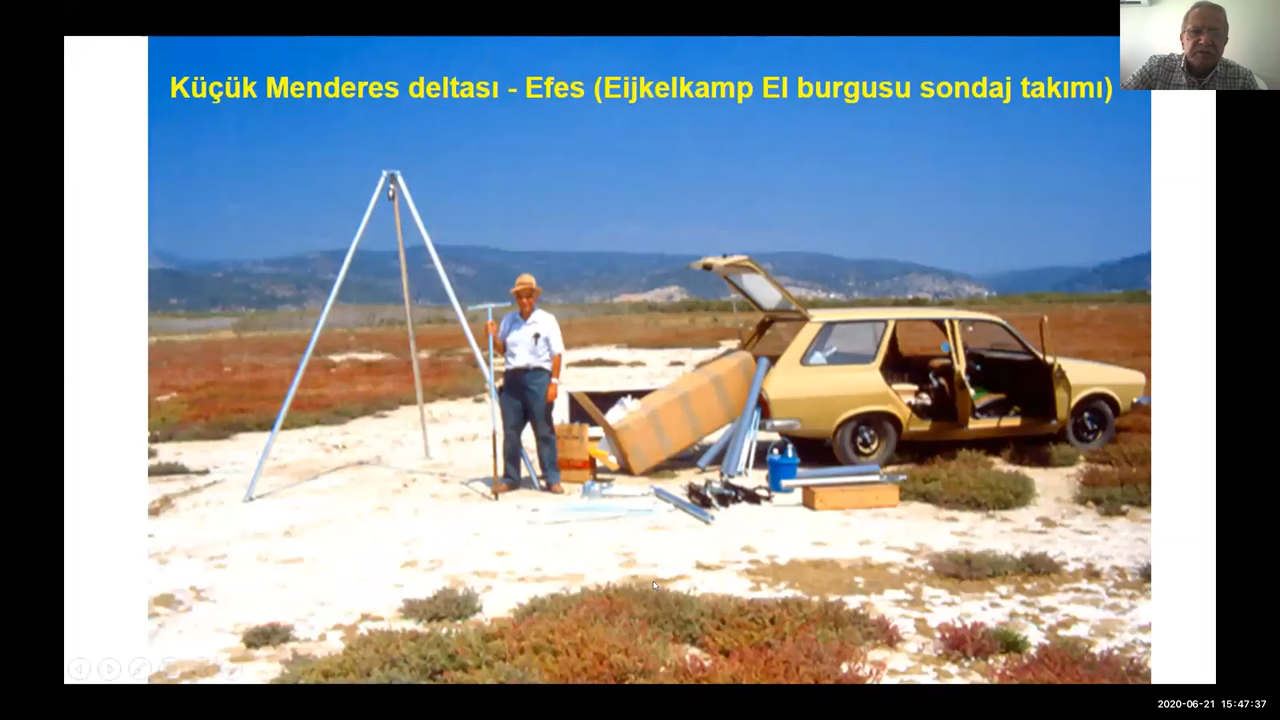 Küçük Menderes deltası - Efes (Eijkelkamp El burgusu sondaj takımı)
2020-06-21 15:47:37